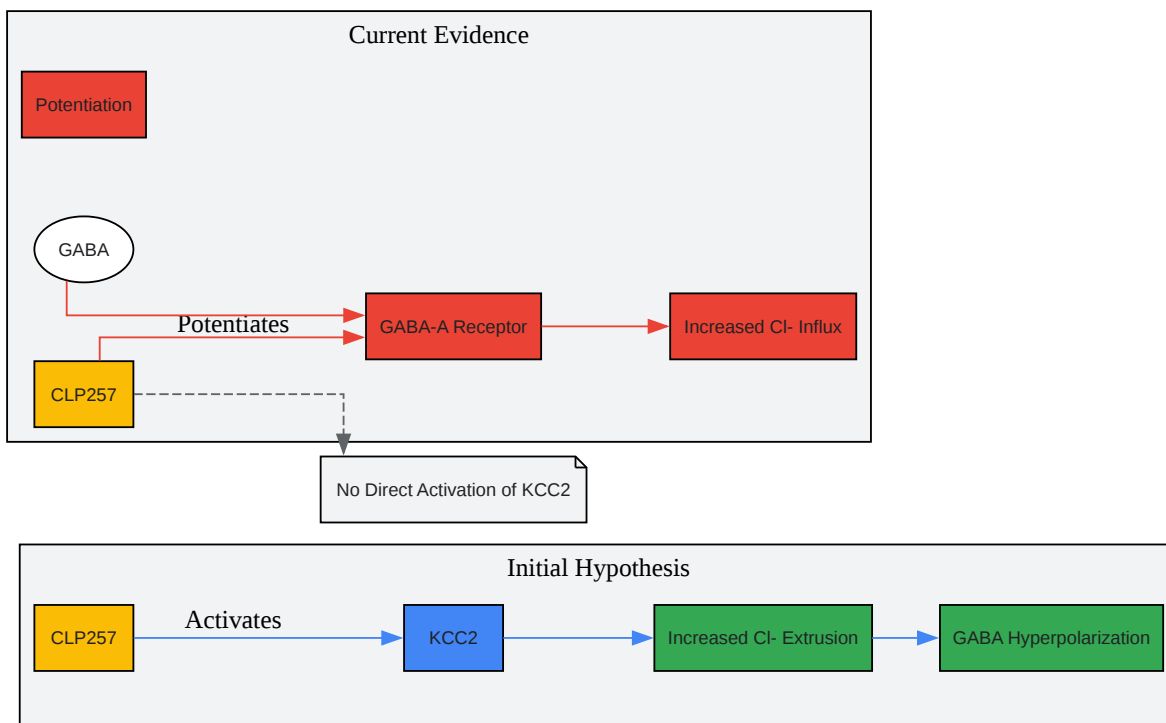 Current Evidence
Potentiation
GABA
Potentiates
GABA-A Receptor
Increased Cl- Influx
CLP257
No Direct Activation of KCC2
Initial Hypothesis
CLP257
Activates
KCC2
Increased Cl- Extrusion
GABA Hyperpolarization